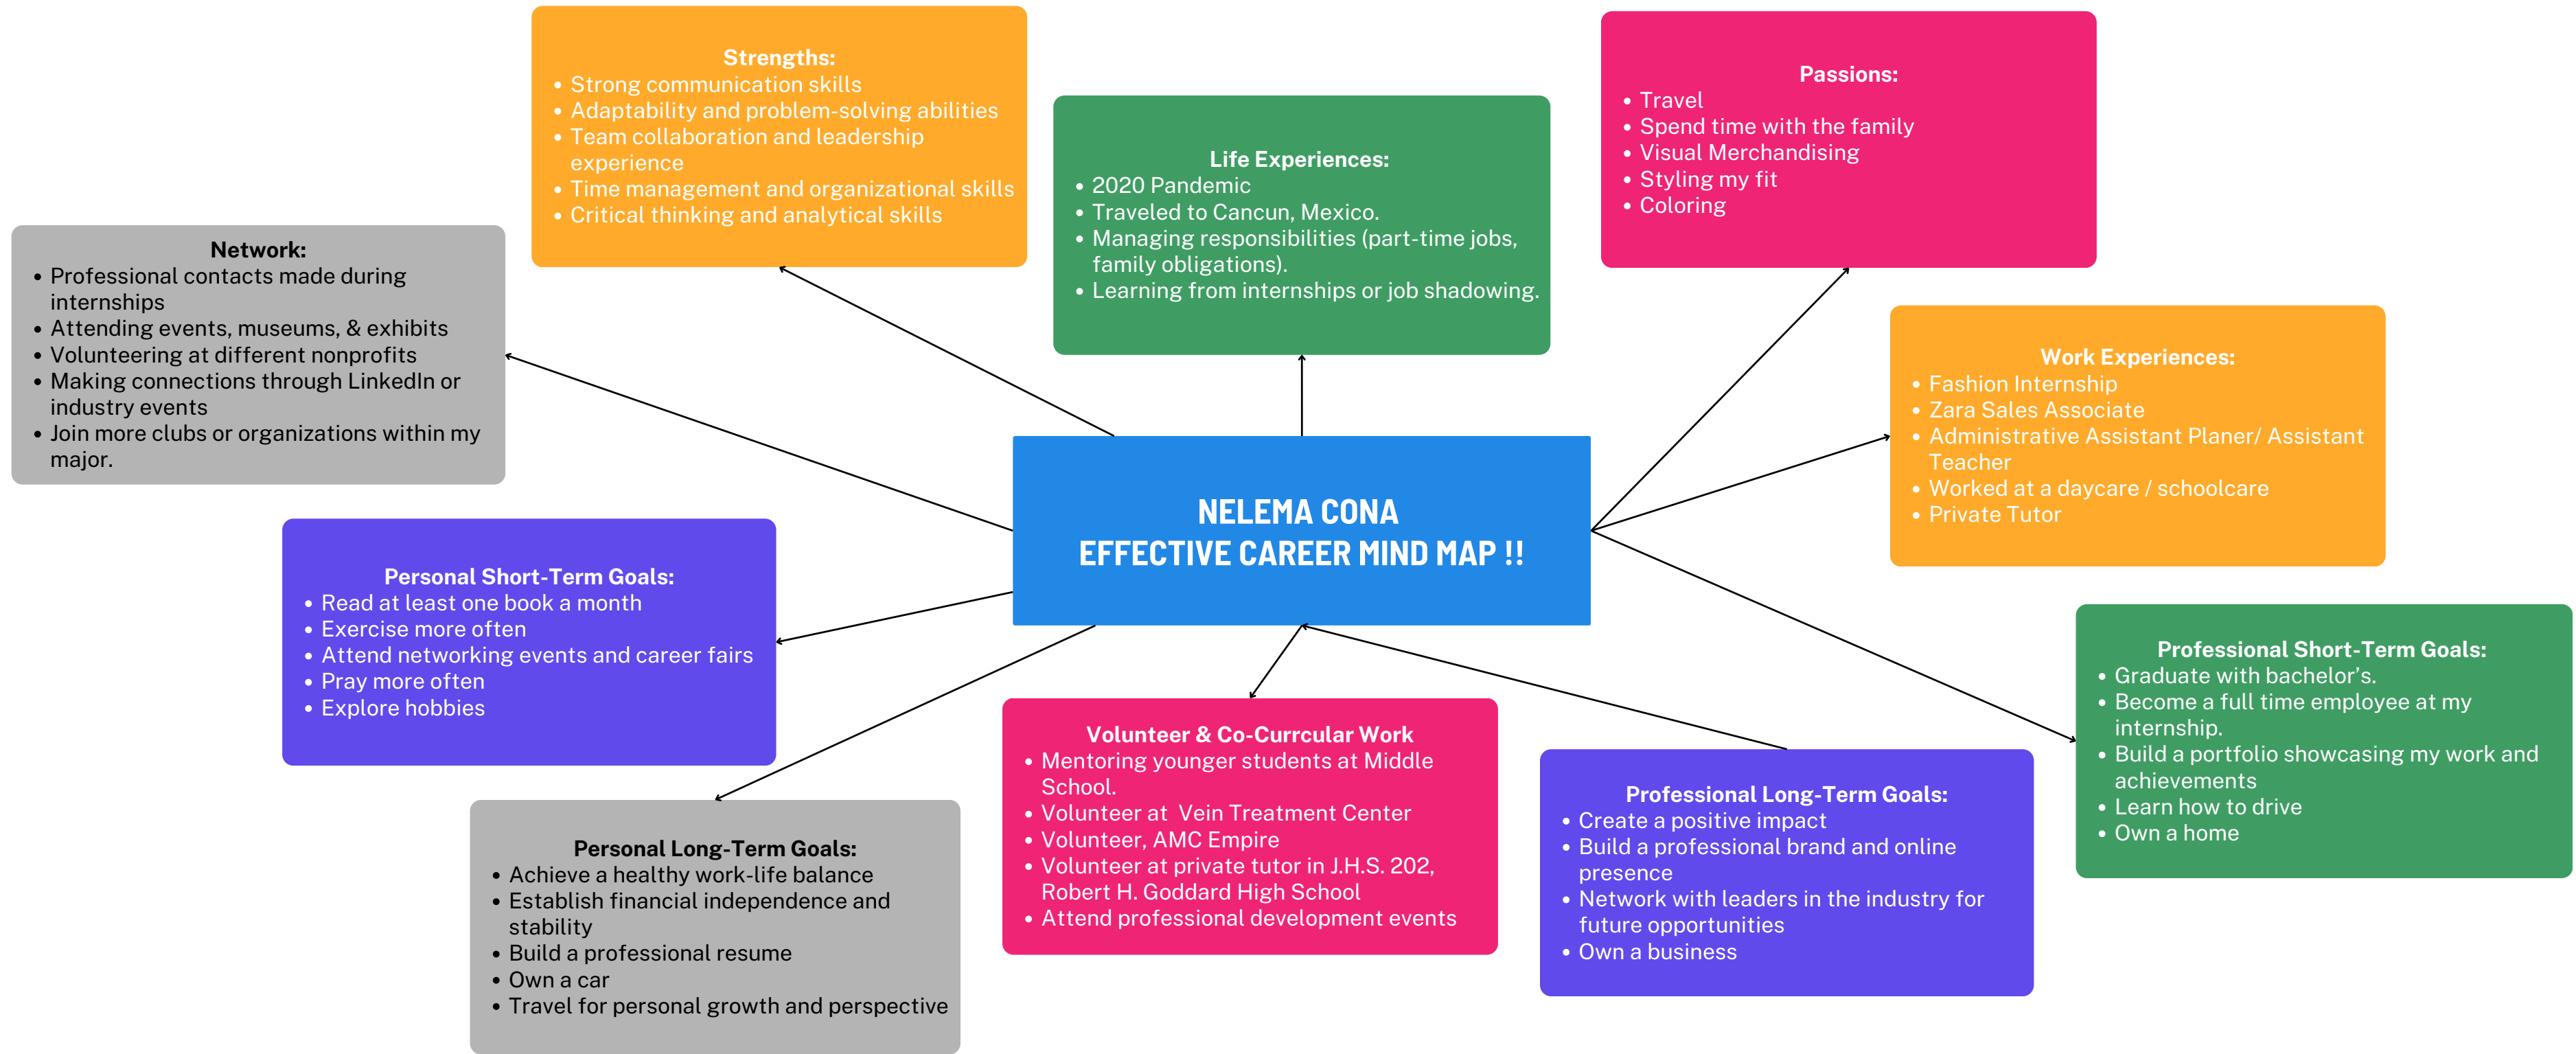 Strengths:
• Strong communication skills
• Adaptability and problem-solving abilities
• Team collaboration and leadership
experience
• Time management and organizational skills
• Critical thinking and analytical skills
Passions:
• Travel
• Spend time with the family
• Visual Merchandising
• Styling my fit
• Coloring
Life Experiences:
• 2020 Pandemic
• Traveled to Cancun, Mexico.
• Managing responsibilities (part-time jobs,
family obligations).
• Learning from internships or job shadowing.
Network:
• Professional contacts made during
internships
• Attending events, museums, & exhibits
• Volunteering at different nonprofits
• Making connections through LinkedIn or
industry events
• Join more clubs or organizations within my
major.
Work Experiences:
• Fashion Internship
• Zara Sales Associate
• Administrative Assistant Planer/ Assistant
Teacher
• Worked at a daycare / schoolcare
• Private Tutor
NELEMA CONA
EFFECTIVE CAREER MIND MAP !!
Personal Short-Term Goals:
• Read at least one book a month
• Exercise more often
• Attend networking events and career fairs
• Pray more often
• Explore hobbies
Professional Short-Term Goals:
• Graduate with bachelor’s.
• Become a full time employee at my
internship.
• Build a portfolio showcasing my work and
achievements
• Learn how to drive
• Own a home
Volunteer & Co-Currcular Work
• Mentoring younger students at Middle
School.
• Volunteer at  Vein Treatment Center
• Volunteer, AMC Empire
• Volunteer at private tutor in J.H.S. 202,
Robert H. Goddard High School
• Attend professional development events
Professional Long-Term Goals:
• Create a positive impact
• Build a professional brand and online
presence
• Network with leaders in the industry for
future opportunities
• Own a business
Personal Long-Term Goals:
• Achieve a healthy work-life balance
• Establish financial independence and
stability
• Build a professional resume
• Own a car
• Travel for personal growth and perspective